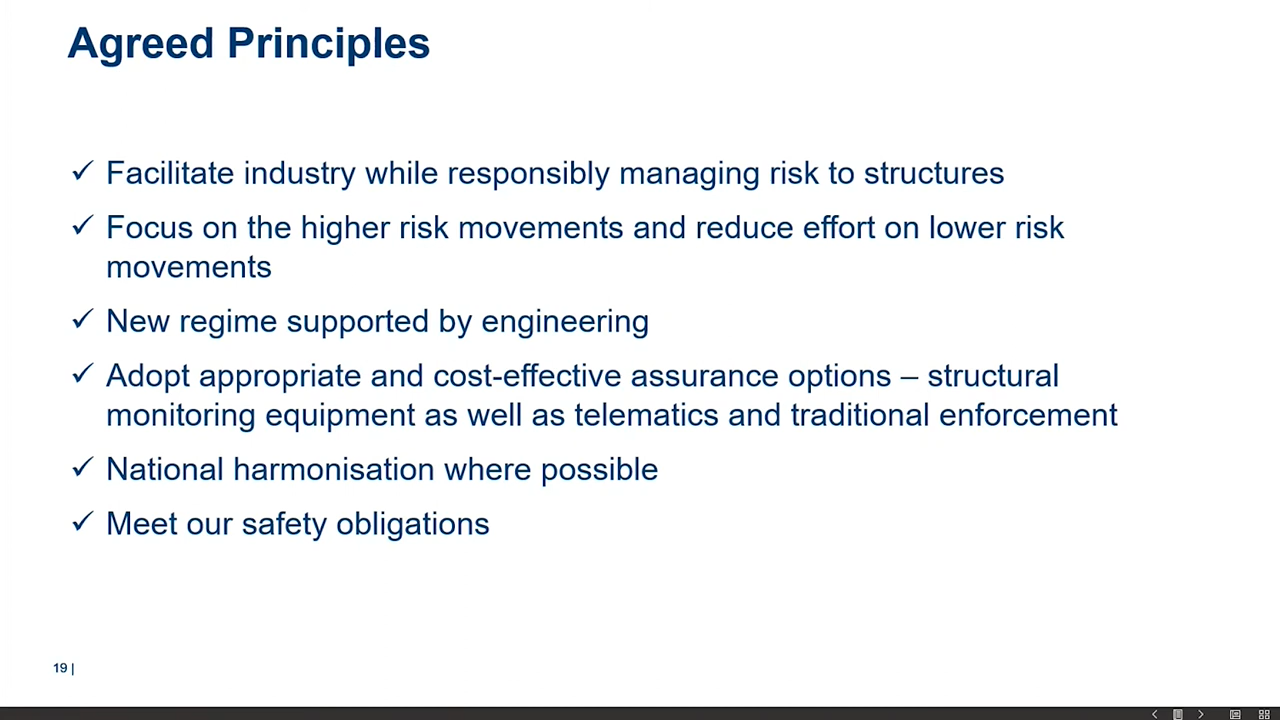 Agreed Principles
✓ Facilitate industry while responsibly managing risk to structures
✓ Focus on the higher risk movements and reduce effort on lower risk
movements
✓ New regime supported by engineering
✓ Adopt appropriate and cost-effective assurance options – structural
monitoring equipment as well as telematics and traditional enforcement
✓ National harmonisation where possible
✓ Meet our safety obligations
19 |